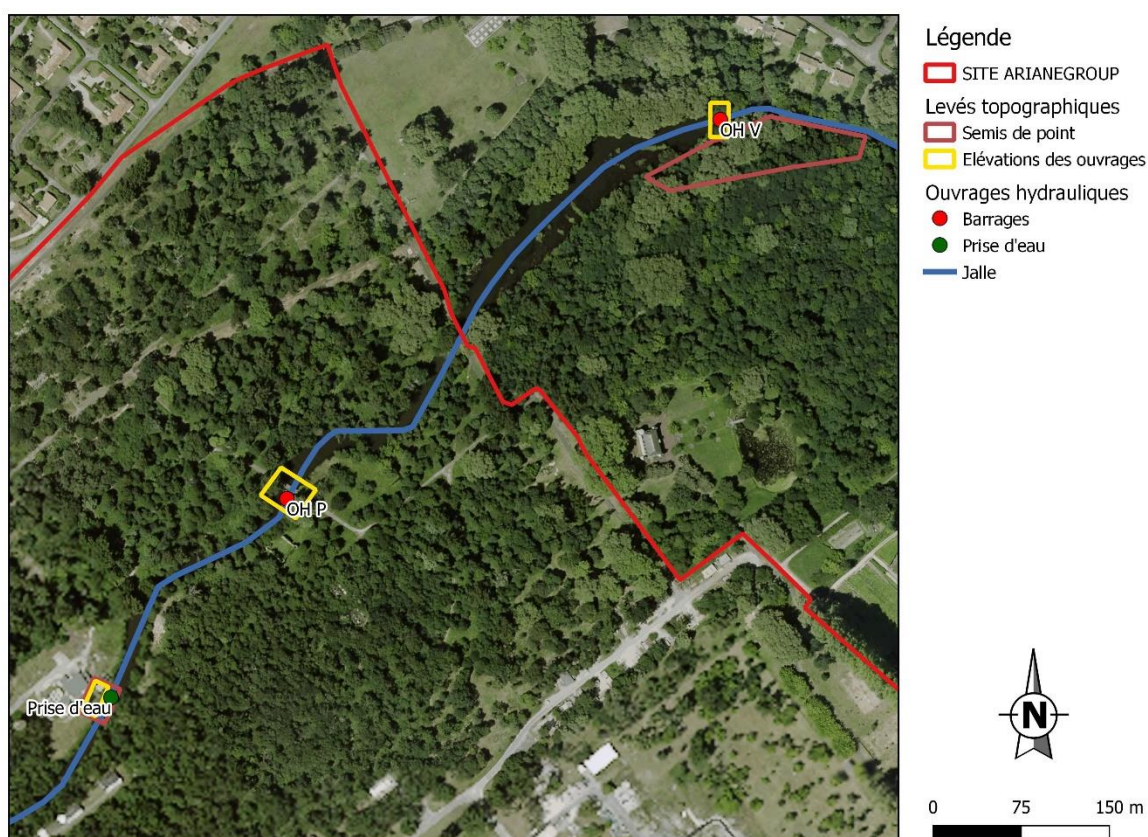 OH V
OH P
Prise d'eau
Légende
SITE ARIANEGROUP
Levés topographiques
Semis de point
Elévations des ouvrages
Ouvrages hydrauliques
Barrages
Prise d'eau
Jalle
N
0 75 150 m